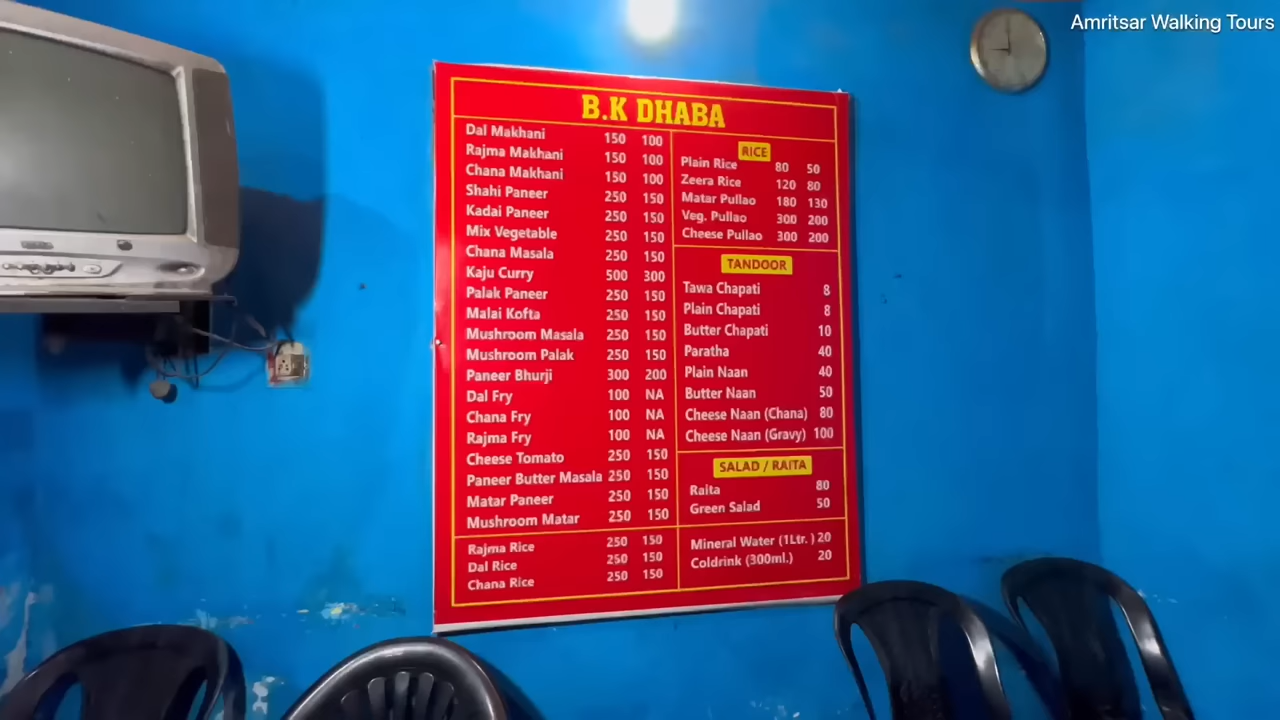 Amritsar Walking Tours
B.K DHABA
Dal Makhani 150 100
Rajma Makhani 150 100
Chana Makhani 150 100
Shahi Paneer 250 150
Kadai Paneer 250 150
Mix Vegetable 250 150
Chana Masala 250 150
Kaju Curry 500 300
Palak Paneer 250 150
Malai Kofta 250 150
Mushroom Masala 250 150
Mushroom Palak 250 150
Paneer Bhurji 300 200
Dal Fry 100 NA
Chana Fry 100 NA
Rajma Fry 100 NA
Cheese Tomato 250 150
Paneer Butter Masala 250 150
Matar Paneer 250 150
Mushroom Matar 250 150
Rajma Rice 250 150
Dal Rice 250 150
Chana Rice 250 150
RICE
Plain Rice 80 50
Zeera Rice 120 80
Matar Pullao 180 130
Veg. Pullao 300 200
Cheese Pullao 300 200
TANDOOR
Tawa Chapati 8
Plain Chapati 8
Butter Chapati 10
Paratha 40
Plain Naan 40
Butter Naan 50
Cheese Naan (Chana) 80
Cheese Naan (Gravy) 100
SALAD / RAITA
Raita 80
Green Salad 50
Mineral Water (1Ltr.) 20
Coldrink (300ml.) 20